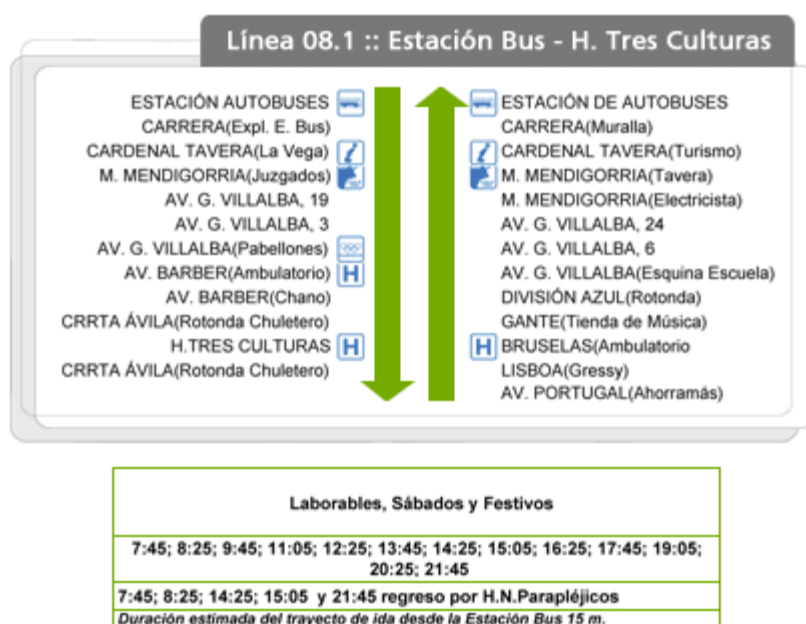 Línea 08.1 :: Estación Bus - H. Tres Culturas
ESTACIÓN AUTOBUSES
CARRERA(Expl. E. Bus)
CARDENAL TAVERA(La Vega)
M. MENDIGORRIA(Juzgados)
AV. G. VILLALBA, 19
AV. G. VILLALBA, 3
AV. G. VILLALBA(Pabellones)
AV. BARBER(Ambulatorio)
H
AV. BARBER(Chano)
CRRTA ÁVILA(Rotonda Chuletero)
H.TRES CULTURAS
H
CRRTA ÁVILA(Rotonda Chuletero)
ESTACIÓN DE AUTOBUSES
CARRERA(Muralla)
CARDENAL TAVERA(Turismo)
M. MENDIGORRIA(Tavera)
M. MENDIGORRIA(Electricista)
AV. G. VILLALBA, 24
AV. G. VILLALBA, 6
AV. G. VILLALBA(Esquina Escuela)
DIVISIÓN AZUL(Rotonda)
GANTE(Tienda de Música)
H
BRUSELAS(Ambulatorio
LISBOA(Gressy)
AV. PORTUGAL(Ahorramás)
Laborables, Sábados y Festivos
7:45; 8:25; 9:45; 11:05; 12:25; 13:45; 14:25; 15:05; 16:25; 17:45; 19:05;
20:25; 21:45
7:45; 8:25; 14:25; 15:05 y 21:45 regreso por H.N.Parapléjicos
Duración estimada del trayecto de ida desde la Estación Bus 15 m.